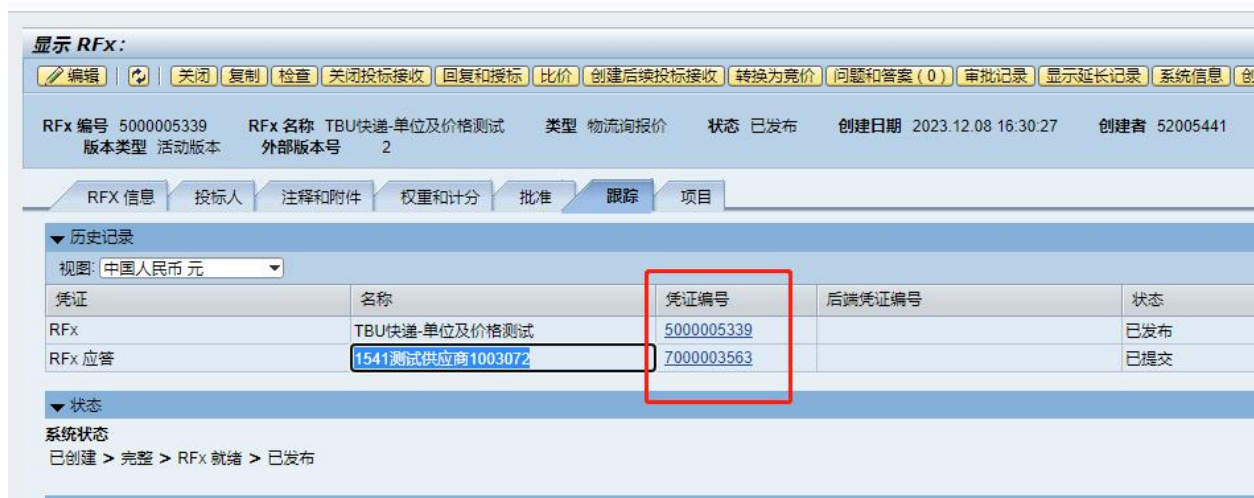 显示 RFx：
编辑 关闭 复制 检查 关闭投标接收 回复和授标 比价 创建后续投标接收 转换为竞价 问题和答案 ( 0 ) 审批记录 显示延长记录 系统信息 创
RFx 编号 5000005339 RFx 名称 TBU快递-单位及价格测试 类型 物流询报价 状态 已发布 创建日期 2023.12.08 16:30:27 创建者 52005441
版本类型 活动版本 外部版本号 2
RFX 信息 投标人 注释和附件 权重和计分 批准 跟踪 项目
历史记录
视图: 中国人民币 元
凭证 名称 凭证编号 后端凭证编号 状态
RFx TBU快递-单位及价格测试 5000005339 已发布
RFx 应答 1541测试供应商1003072 7000003563 已提交
状态
系统状态
已创建 > 完整 > RFx 就绪 > 已发布